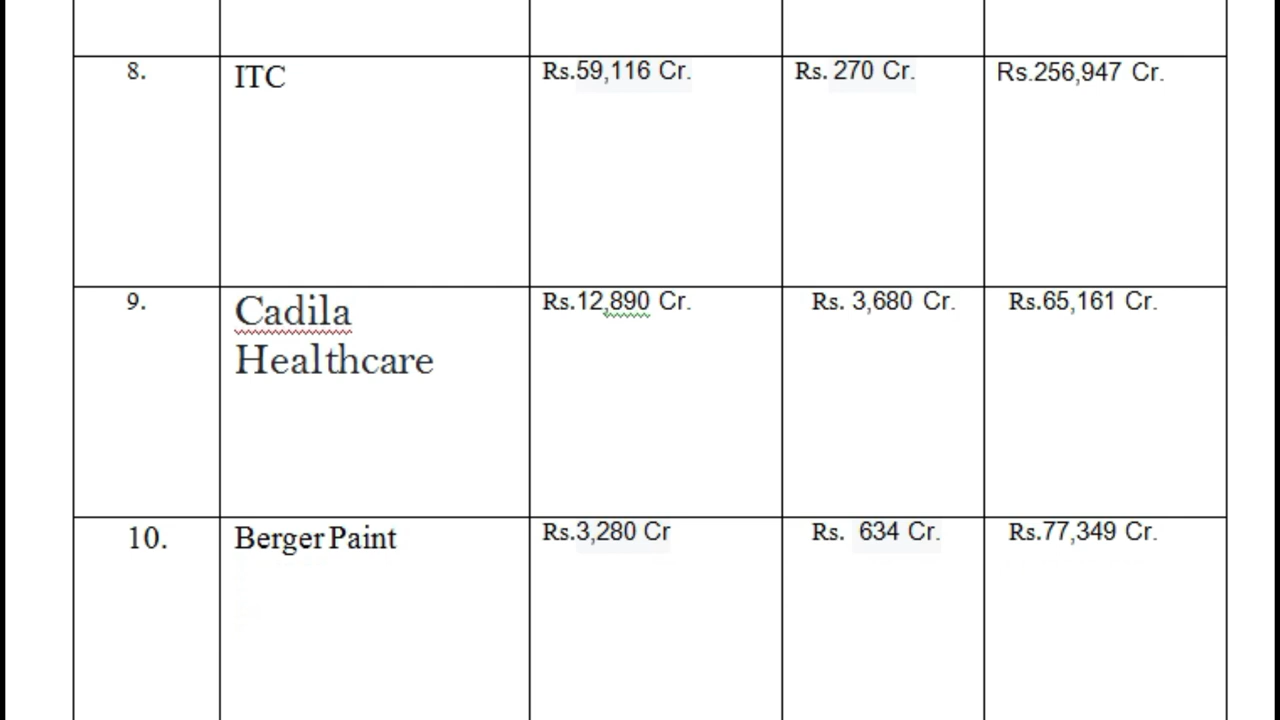 8. ITC Rs.59,116 Cr. Rs. 270 Cr. Rs.256,947 Cr.
9. Cadila Rs.12,890 Cr. Rs. 3,680 Cr. Rs.65,161 Cr.
Healthcare
10. Berger Paint Rs.3,280 Cr Rs. 634 Cr. Rs.77,349 Cr.